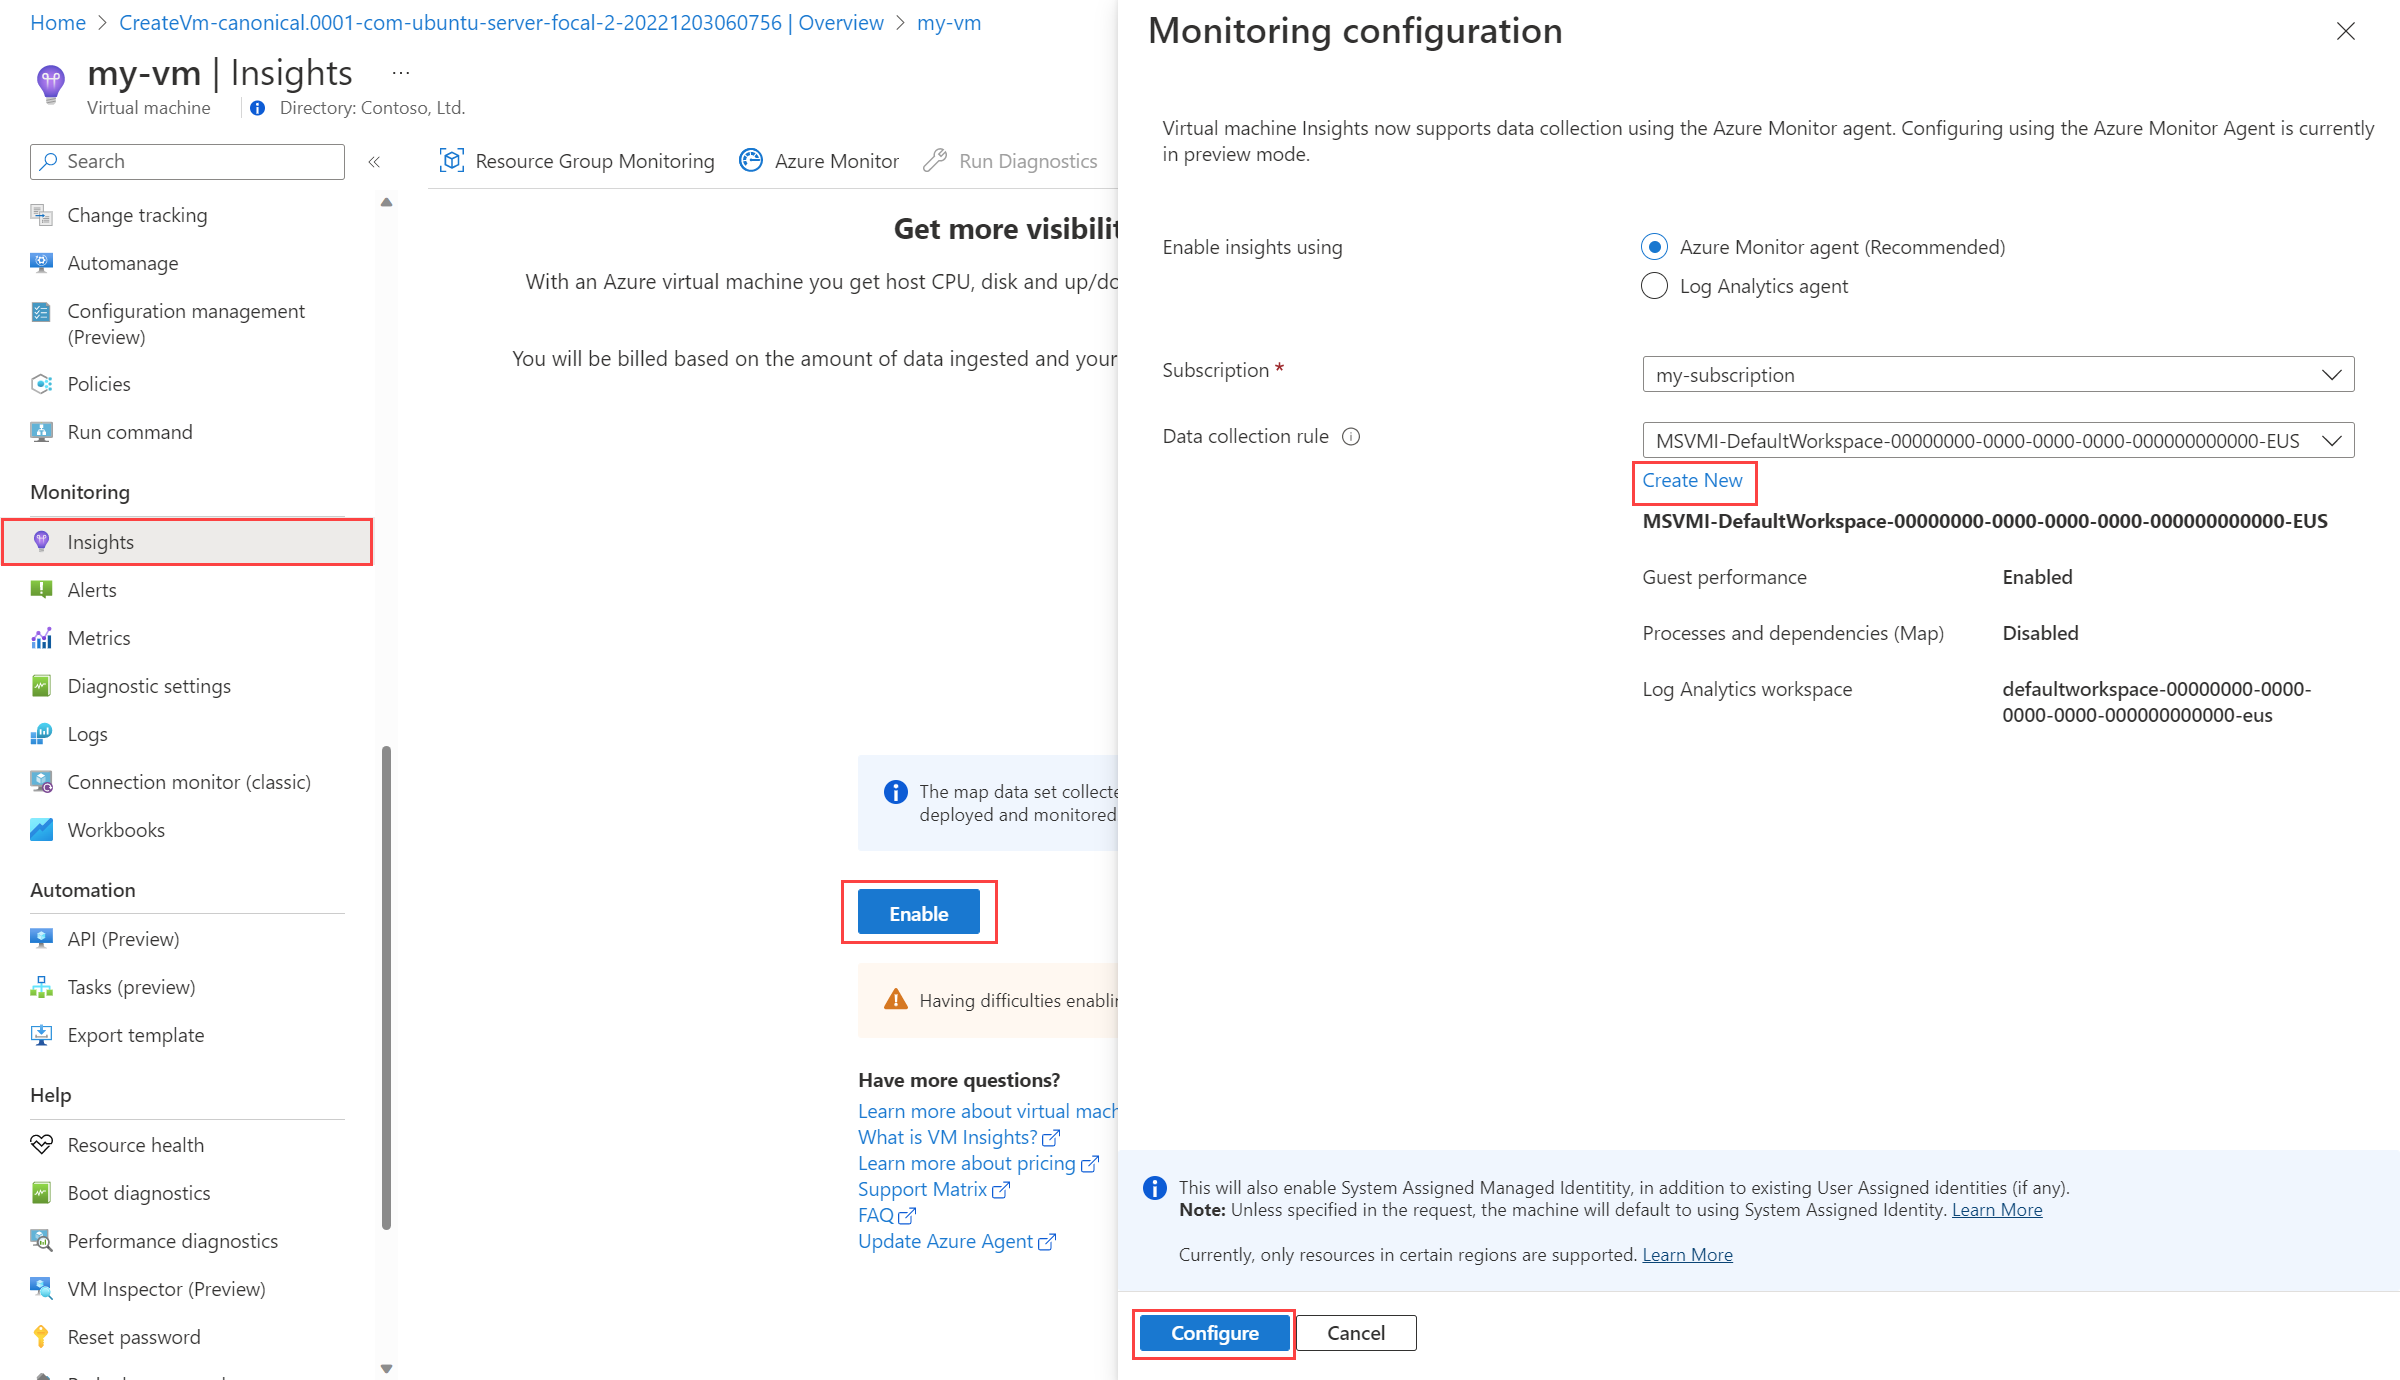 Home > CreateVm-canonical.0001-com-ubuntu-server-focal-2-20221203060756 | Overview > my-vm
my-vm | Insights ...
Virtual machine
Directory: Contoso, Ltd.
Search
Change tracking
Automanage
Configuration management
(Preview)
Policies
Run command
Monitoring
Insights
Alerts
Metrics
Diagnostic settings
Logs
Connection monitor (classic)
Workbooks
Automation
API (Preview)
Tasks (preview)
Export template
Help
Resource health
Boot diagnostics
Performance diagnostics
VM Inspector (Preview)
Reset password
Resource Group Monitoring
Azure Monitor
Run Diagnostics
Get more visibilit
With an Azure virtual machine you get host CPU, disk and up/do
You will be billed based on the amount of data ingested and your
The map data set collecte
deployed and monitored
Enable
Having difficulties enablin
Have more questions?
Learn more about virtual mach
What is VM Insights?
Learn more about pricing
Support Matrix
FAQ
Update Azure Agent
Monitoring configuration
Virtual machine Insights now supports data collection using the Azure Monitor agent. Configuring using the Azure Monitor Agent is currently
in preview mode.
Enable insights using
Azure Monitor agent (Recommended)
Log Analytics agent
Subscription *
my-subscription
Data collection rule
MSVMI-DefaultWorkspace-00000000-0000-0000-0000-000000000000-EUS
Create New
MSVMI-DefaultWorkspace-00000000-0000-0000-0000-000000000000-EUS
Guest performance Enabled
Processes and dependencies (Map) Disabled
Log Analytics workspace defaultworkspace-00000000-0000-
0000-0000-000000000000-eus
This will also enable System Assigned Managed Identitity, in addition to existing User Assigned identities (if any).
Note: Unless specified in the request, the machine will default to using System Assigned Identity. Learn More
Currently, only resources in certain regions are supported. Learn More
Configure
Cancel